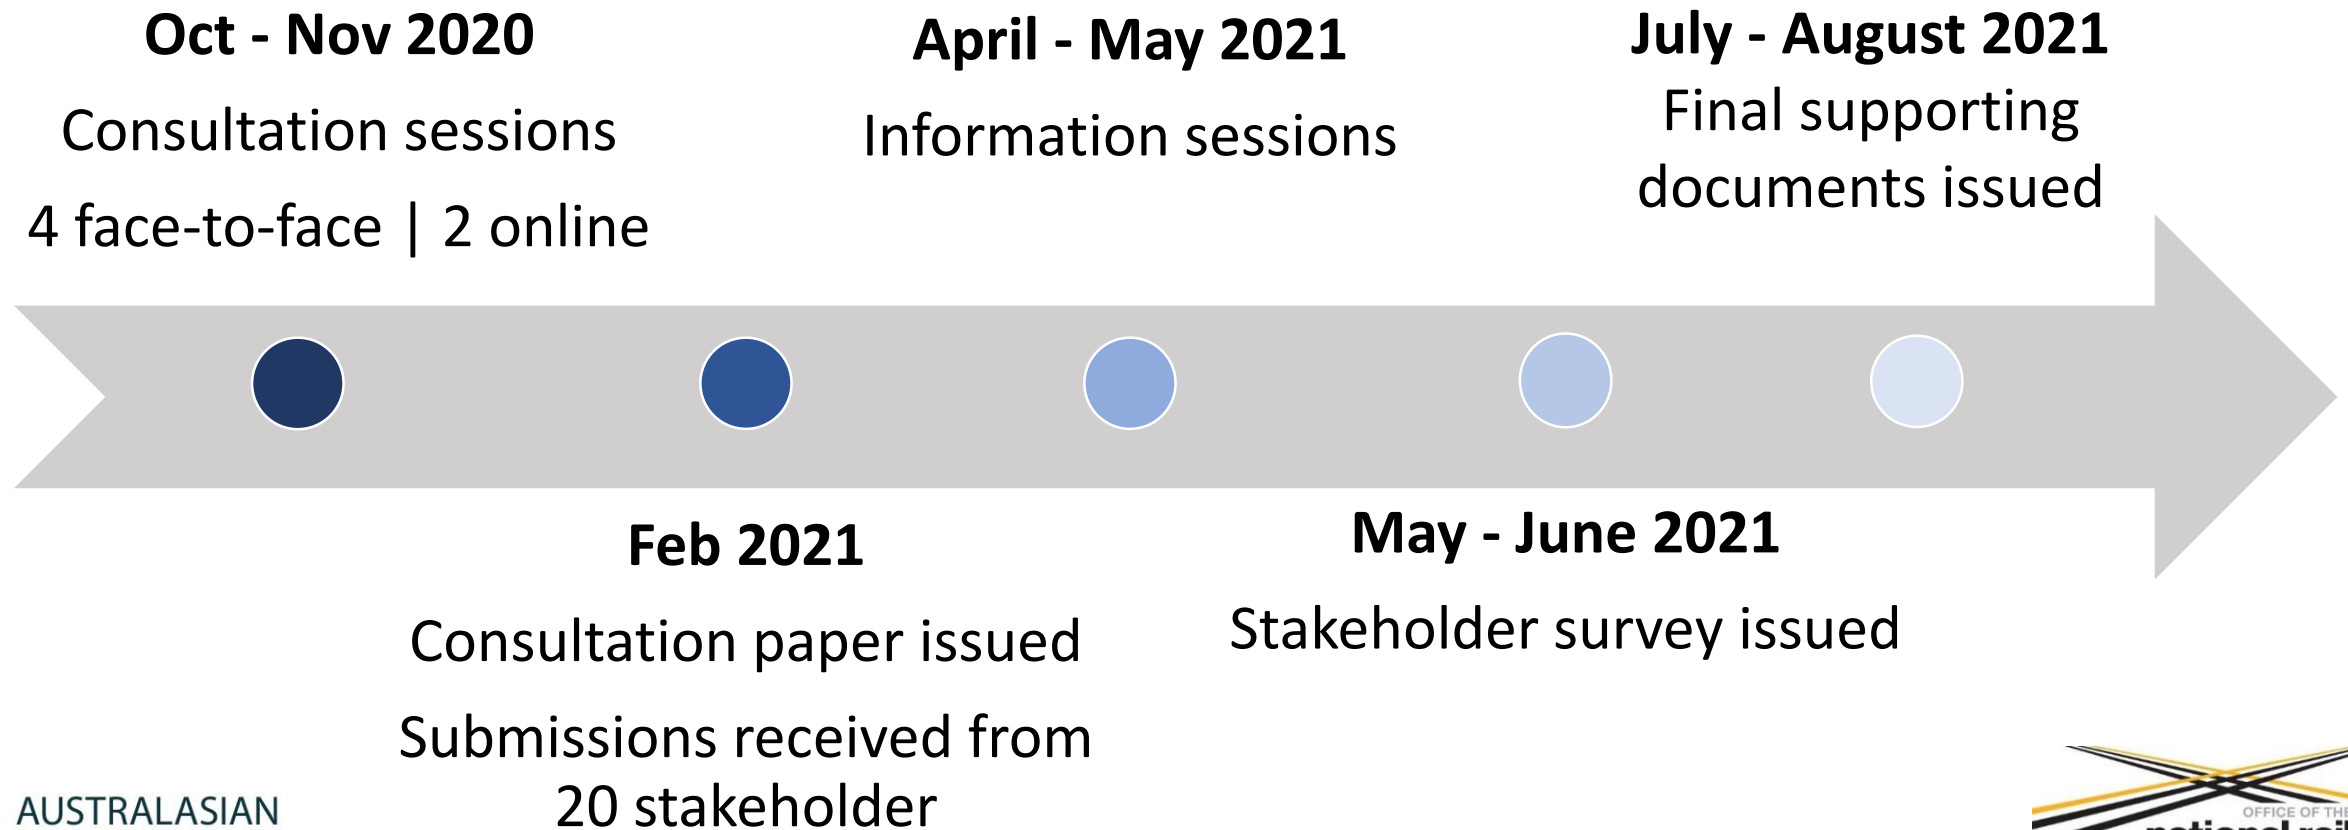 Oct - Nov 2020
Consultation sessions
4 face-to-face | 2 online
Feb 2021
Consultation paper issued
Submissions received from
20 stakeholder
April - May 2021
Information sessions
May - June 2021
Stakeholder survey issued
July - August 2021
Final supporting
documents issued
AUSTRALASIAN
OFFICE OF THE
national rail